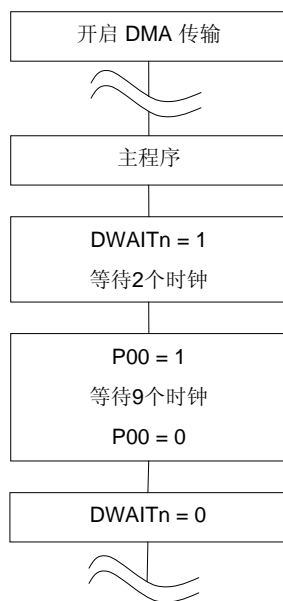 开启 DMA 传输
主程序
DWAITn = 1
等待2个时钟
P00 = 1
等待9个时钟
P00 = 0
DWAITn = 0